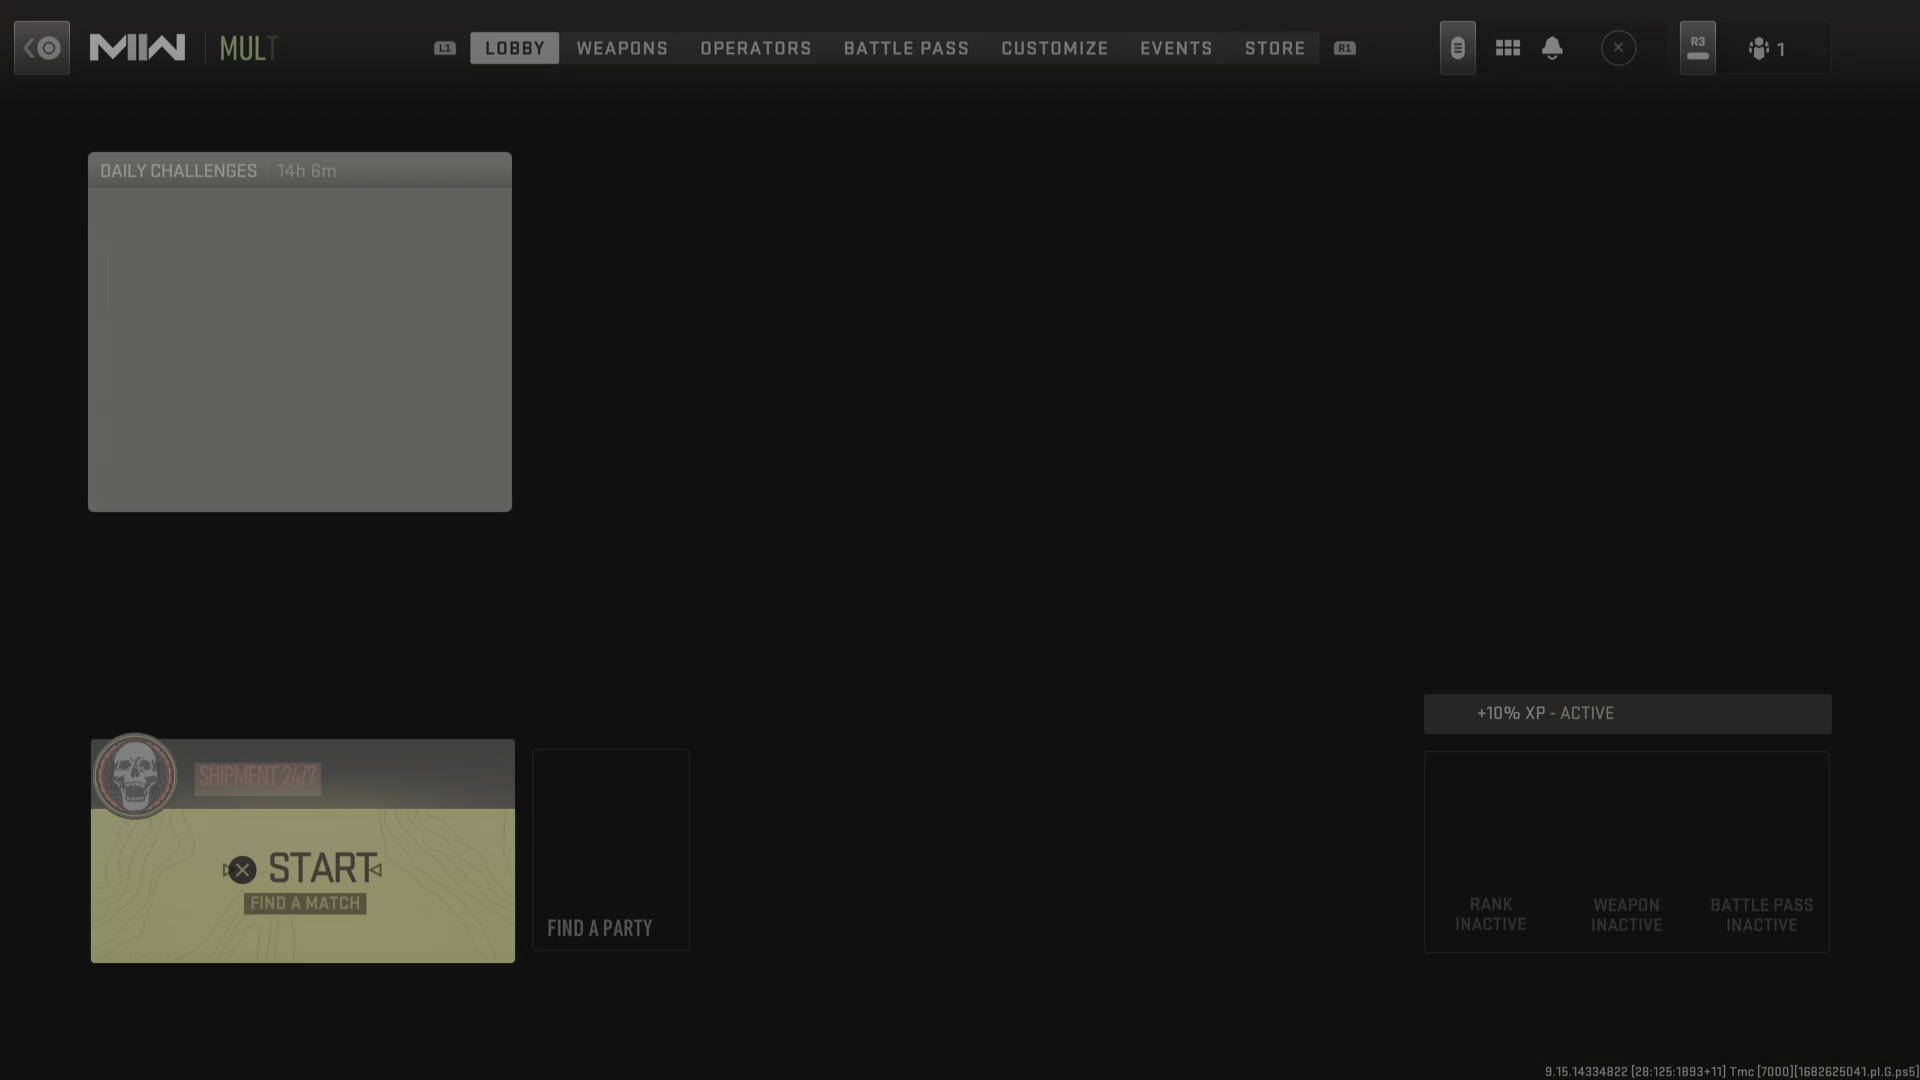 MW MULT
L1 LOBBY WEAPONS OPERATORS BATTLE PASS CUSTOMIZE EVENTS STORE R1
R3 1
DAILY CHALLENGES 14h 6m
+10% XP - ACTIVE
SHIPMENT 24/7
START
FIND A MATCH
FIND A PARTY
RANK
INACTIVE
WEAPON
INACTIVE
BATTLE PASS
INACTIVE
9.15.14334822 [28:125:1893+11] Tmc [7000][1682625041.pl.G.ps5]